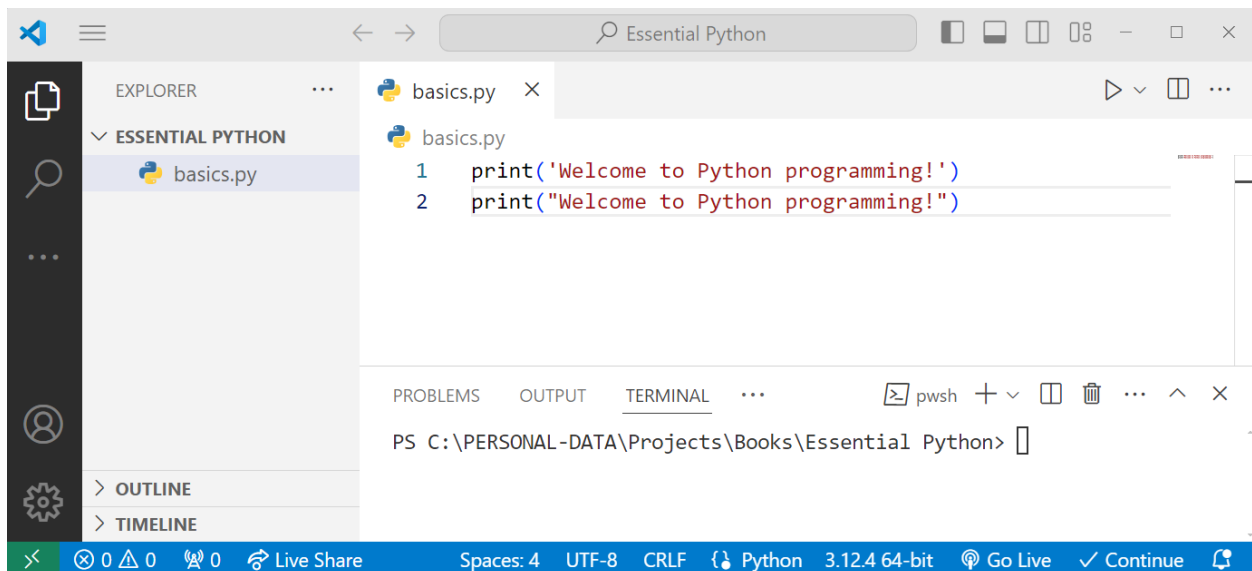 Essential Python
EXPLORER ...
basics.py
ESSENTIAL PYTHON
basics.py
basics.py
1 print('Welcome to Python programming!')
2 print("Welcome to Python programming!")
PROBLEMS OUTPUT TERMINAL ... pwsh
PS C:\PERSONAL-DATA\Projects\Books\Essential Python>
OUTLINE
TIMELINE
0 0 0 Live Share Spaces: 4 UTF-8 CRLF Python 3.12.4 64-bit Go Live Continue